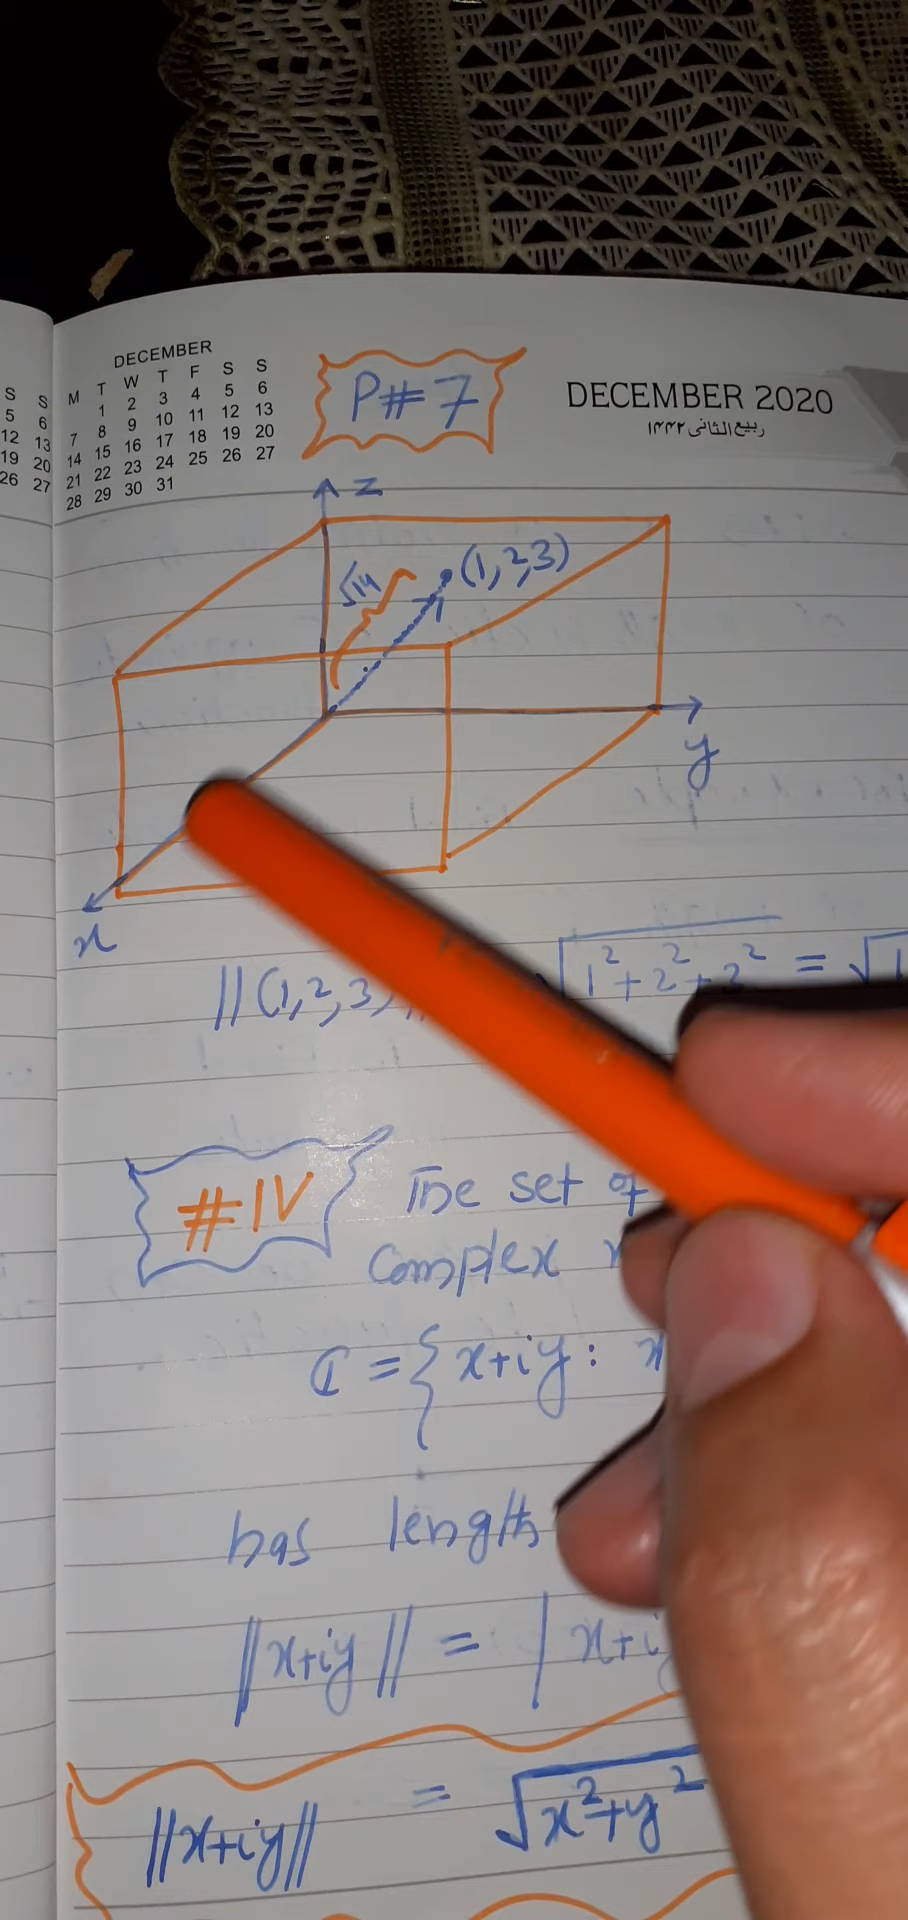 DECEMBER
M T W T F S S
1 2 3 4 5 6
7 8 9 10 11 12 13
14 15 16 17 18 19 20
21 22 23 24 25 26 27
28 29 30 31
S S
5 6
12 13
19 20
26 27
P#7
DECEMBER 2020
ربيع الثانى ١٤٤٢
z
√14
(1,2,3)
y
x
||(1,2,3) √1²+2²+3² = √1
#IV The set of
complex
ℂ = { x+iy : x
has length
||x+iy|| = | x+iy
||x+iy|| = √x²+y²